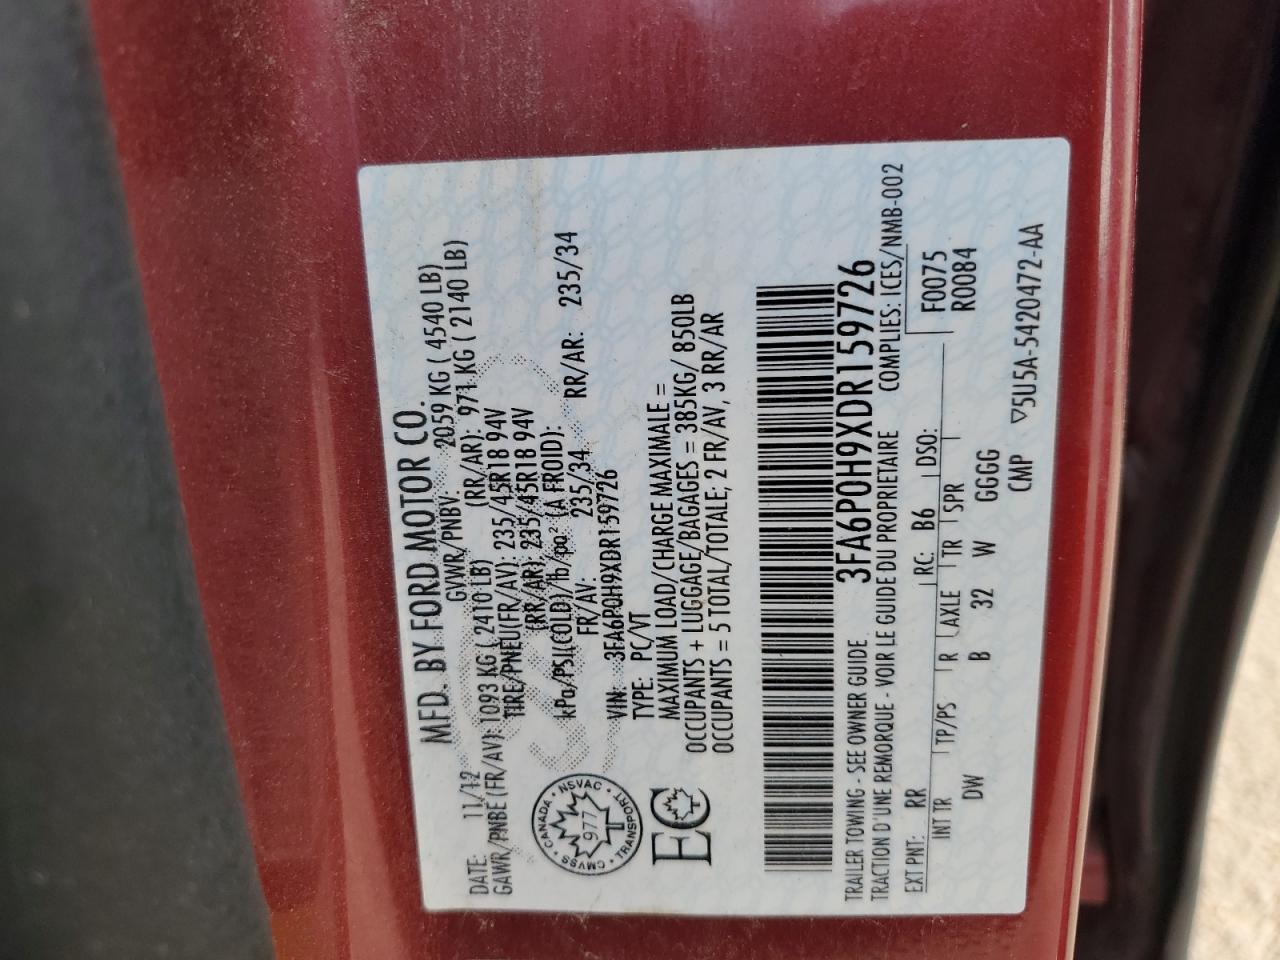 MFD. BY FORD MOTOR CO.
DATE: 11/12 GVWR/PNBV: 2059 KG ( 4540 LB)
GAWR/PNBE (FR/AV): 1093 KG ( 2410 LB) (RR/AR): 971 KG ( 2140 LB)
TIRE/PNEU(FR/AV): 235/45R18 94V
(RR/AR): 235/45R18 94V
kPa/PSI(COLD)/lb/po² (A FROID):
FR/AV: 235/34 RR/AR: 235/34
VIN: 3FA6P0H9XDR159726
TYPE: PC/VT
MAXIMUM LOAD/CHARGE MAXIMALE =
OCCUPANTS + LUGGAGE/BAGAGES = 385KG/ 850LB
OCCUPANTS = 5 TOTAL/TOTALE; 2 FR/AV, 3 RR/AR
CANADA · NSVAC · TRANSPORT · CMVSS
977
EC
3FA6P0H9XDR159726
TRAILER TOWING - SEE OWNER GUIDE
TRACTION D'UNE REMORQUE - VOIR LE GUIDE DU PROPRIETAIRE COMPLIES: ICES/NMB-002
EXT PNT: RR RC: B6 DSO: F0075
INT TR TP/PS R AXLE TR SPR R0084
DW B 32 W GGGG
CMP
▽5U5A-5420472-AA